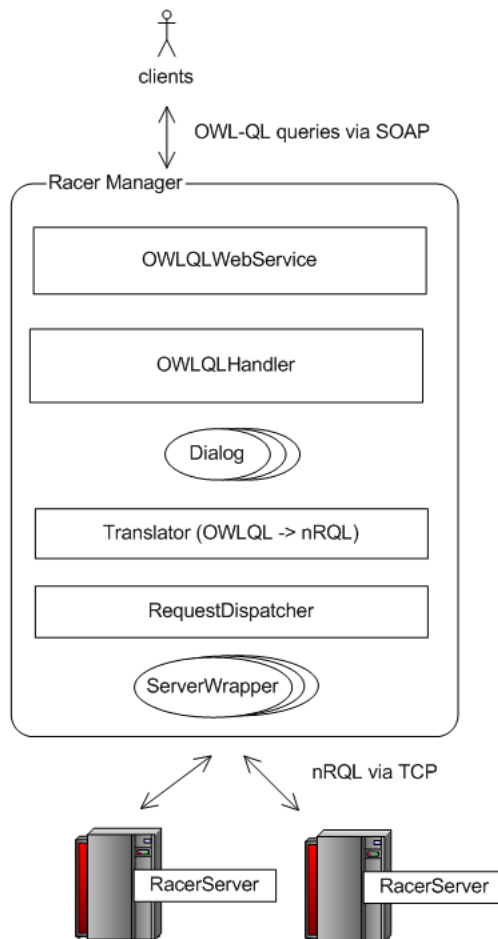 clients
OWL-QL queries via SOAP
Racer Manager
OWLQLWebService
OWLQLHandler
Dialog
Translator (OWLQL -> nRQL)
RequestDispatcher
ServerWrapper
nRQL via TCP
RacerServer
RacerServer